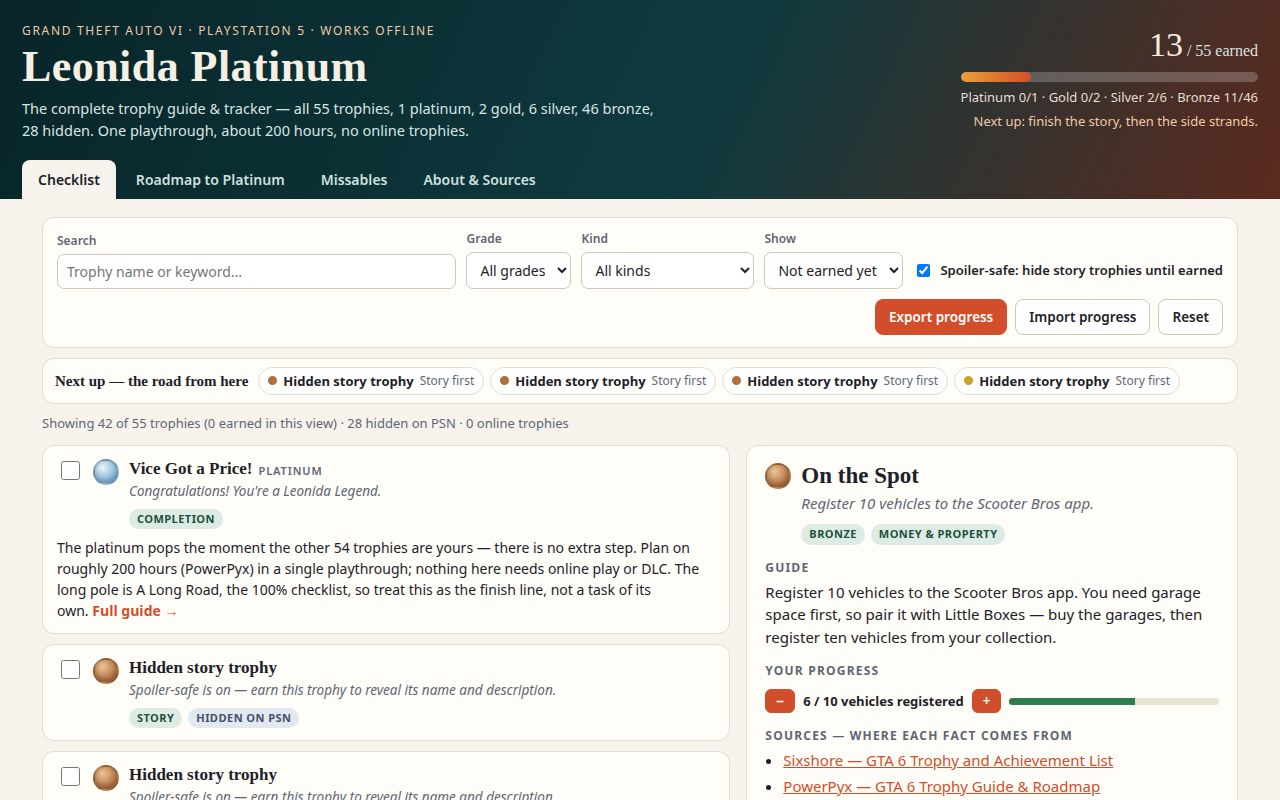 GRAND THEFT AUTO VI · PLAYSTATION 5 · WORKS OFFLINE
Leonida Platinum
The complete trophy guide & tracker — all 55 trophies, 1 platinum, 2 gold, 6 silver, 46 bronze,
28 hidden. One playthrough, about 200 hours, no online trophies.
13 / 55 earned
Platinum 0/1 · Gold 0/2 · Silver 2/6 · Bronze 11/46
Next up: finish the story, then the side strands.
Checklist
Roadmap to Platinum
Missables
About & Sources
Search
Trophy name or keyword...
Grade
All grades
Kind
All kinds
Show
Not earned yet
Spoiler-safe: hide story trophies until earned
Export progress
Import progress
Reset
Next up — the road from here
Hidden story trophy Story first
Hidden story trophy Story first
Hidden story trophy Story first
Hidden story trophy Story first
Showing 42 of 55 trophies (0 earned in this view) · 28 hidden on PSN · 0 online trophies
Vice Got a Price! PLATINUM
Congratulations! You're a Leonida Legend.
COMPLETION
The platinum pops the moment the other 54 trophies are yours — there is no extra step. Plan on
roughly 200 hours (PowerPyx) in a single playthrough; nothing here needs online play or DLC. The
long pole is A Long Road, the 100% checklist, so treat this as the finish line, not a task of its
own. Full guide →
Hidden story trophy
Spoiler-safe is on — earn this trophy to reveal its name and description.
STORY
HIDDEN ON PSN
Hidden story trophy
Spoiler-safe is on — earn this trophy to reveal its name and description.
On the Spot
Register 10 vehicles to the Scooter Bros app.
BRONZE
MONEY & PROPERTY
GUIDE
Register 10 vehicles to the Scooter Bros app. You need garage
space first, so pair it with Little Boxes — buy the garages, then
register ten vehicles from your collection.
YOUR PROGRESS
− 6 / 10 vehicles registered +
SOURCES — WHERE EACH FACT COMES FROM
• Sixshore — GTA 6 Trophy and Achievement List
• PowerPyx — GTA 6 Trophy Guide & Roadmap